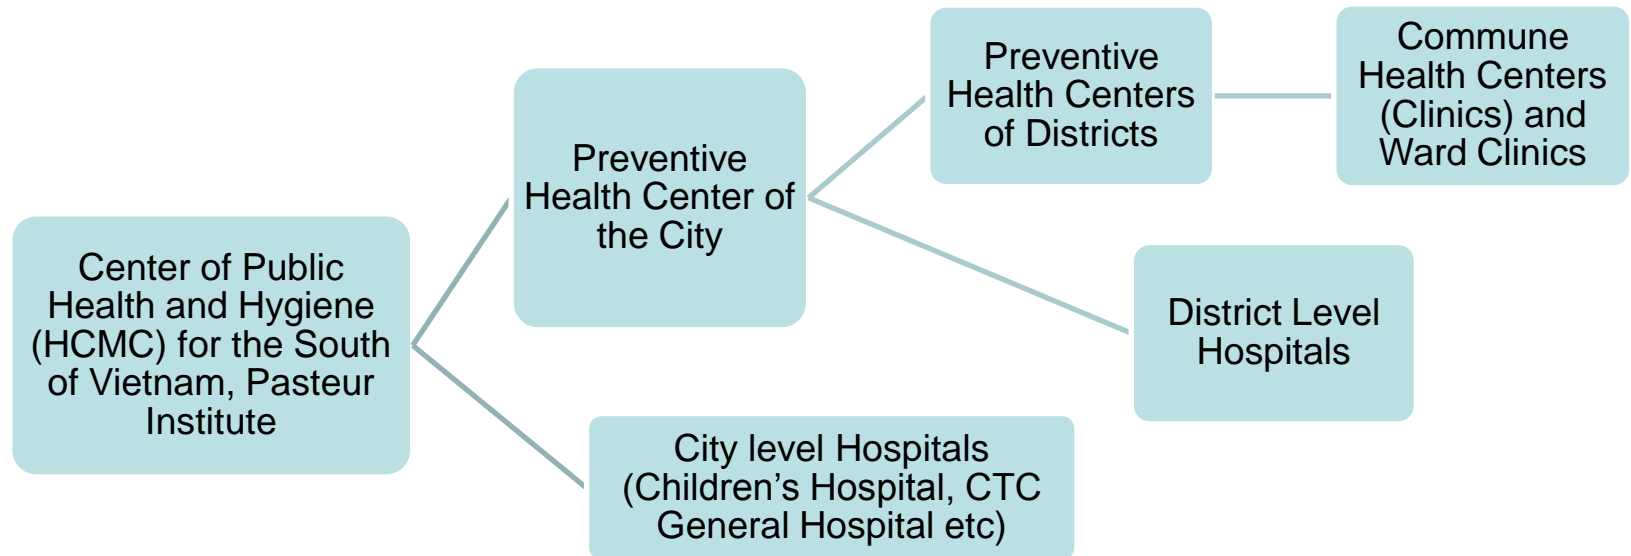 Center of Public
Health and Hygiene
(HCMC) for the South
of Vietnam, Pasteur
Institute
Preventive
Health Center of
the City
City level Hospitals
(Children’s Hospital, CTC
General Hospital etc)
Preventive
Health Centers
of Districts
District Level
Hospitals
Commune
Health Centers
(Clinics) and
Ward Clinics